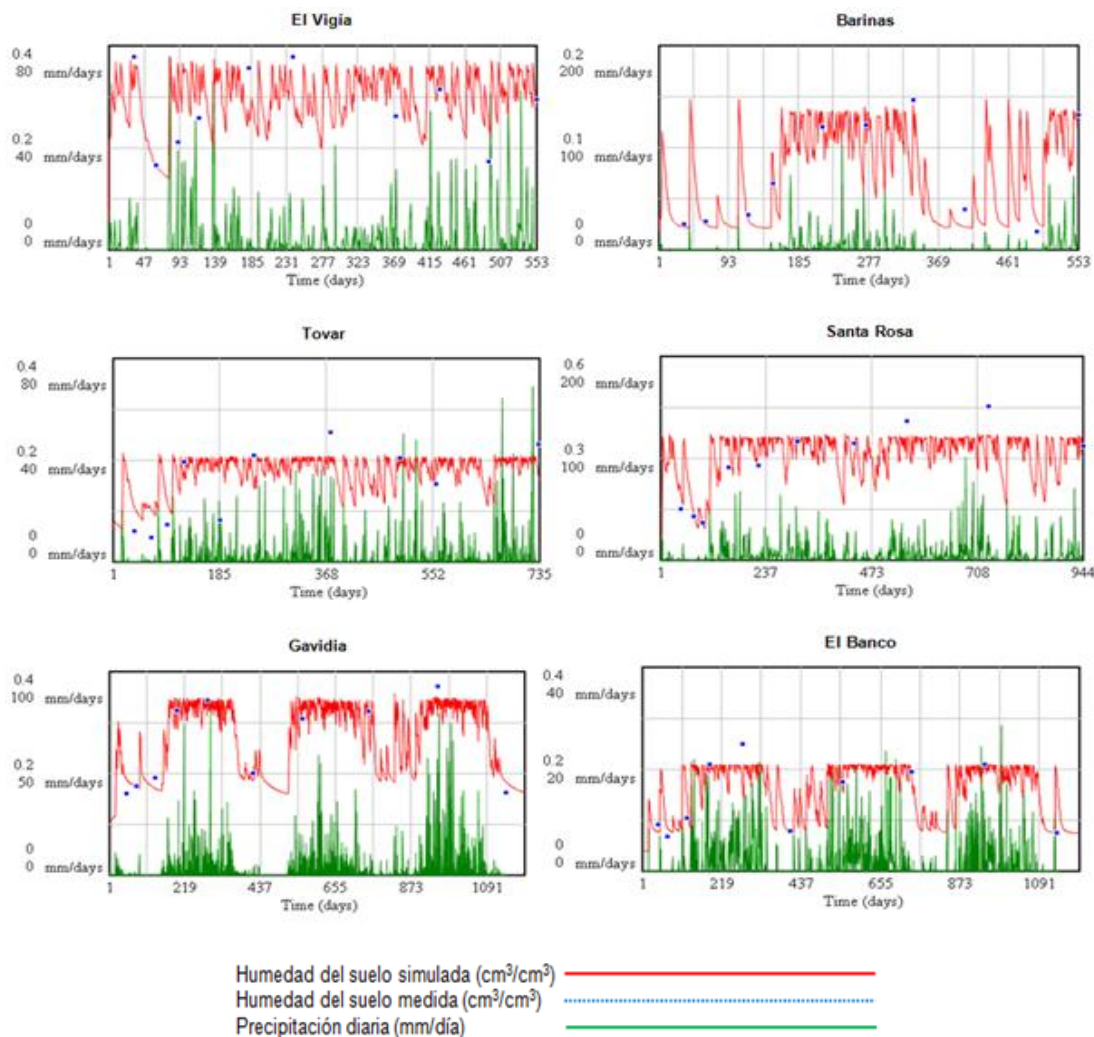 El Vigía
0.4
80 mm/days
0.2
40 mm/days
0
0 mm/days
1 47 93 139 185 231 277 323 369 415 461 507 553
Time (days)
Barinas
0.2
200 mm/days
0.1
100 mm/days
0
0 mm/days
1 93 185 277 369 461 553
Time (days)
Tovar
0.4
80 mm/days
0.2
40 mm/days
0
0 mm/days
1 185 368 552 735
Time (days)
Santa Rosa
0.6
200 mm/days
0.3
100 mm/days
0
0 mm/days
1 237 473 708 944
Time (days)
Gavidia
0.4
100 mm/days
0.2
50 mm/days
0
0 mm/days
1 219 437 655 873 1091
Time (days)
El Banco
0.4
40 mm/days
0.2
20 mm/days
0
0 mm/days
1 219 437 655 873 1091
Time (days)
Humedad del suelo simulada (cm³/cm³)
Humedad del suelo medida (cm³/cm³)
Precipitación diaria (mm/día)